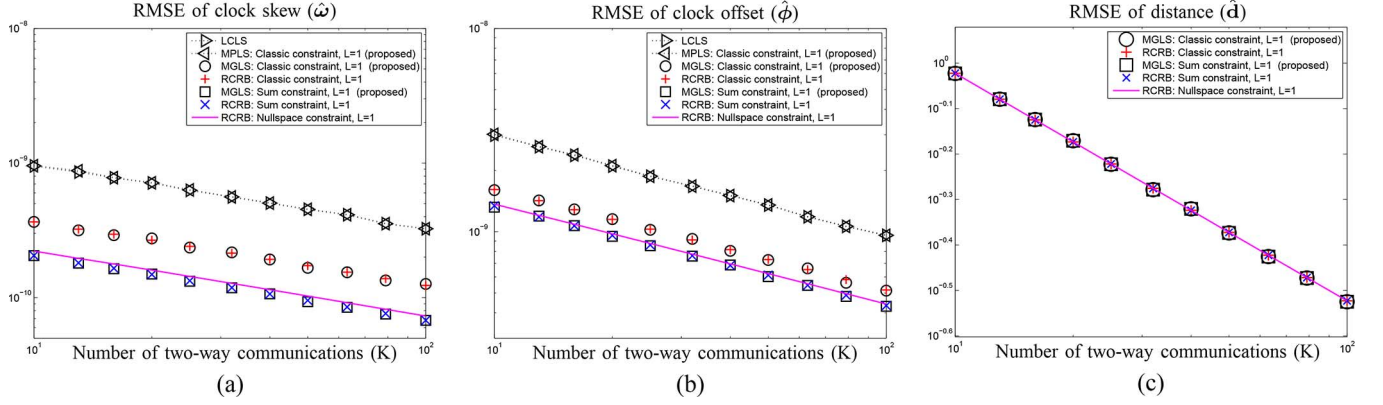 RMSE of clock skew (ω̂)
10⁻⁸
10⁻⁹
10⁻¹⁰
LCLS
MPLS: Classic constraint, L=1 (proposed)
MGLS: Classic constraint, L=1 (proposed)
RCRB: Classic constraint, L=1
MGLS: Sum constraint, L=1 (proposed)
RCRB: Sum constraint, L=1
RCRB: Nullspace constraint, L=1
10¹
10²
Number of two-way communications (K)
(a)
RMSE of clock offset (ϕ̂)
10⁻⁸
10⁻⁹
LCLS
MPLS: Classic constraint, L=1 (proposed)
MGLS: Classic constraint, L=1 (proposed)
RCRB: Classic constraint, L=1
MGLS: Sum constraint, L=1 (proposed)
RCRB: Sum constraint, L=1
RCRB: Nullspace constraint, L=1
10¹
10²
Number of two-way communications (K)
(b)
RMSE of distance (d̂)
10⁰
10⁻⁰·¹
10⁻⁰·²
10⁻⁰·³
10⁻⁰·⁴
10⁻⁰·⁵
10⁻⁰·⁶
MGLS: Classic constraint, L=1 (proposed)
RCRB: Classic constraint, L=1
MGLS: Sum constraint, L=1 (proposed)
RCRB: Sum constraint, L=1
RCRB: Nullspace constraint, L=1
10¹
10²
Number of two-way communications (K)
(c)